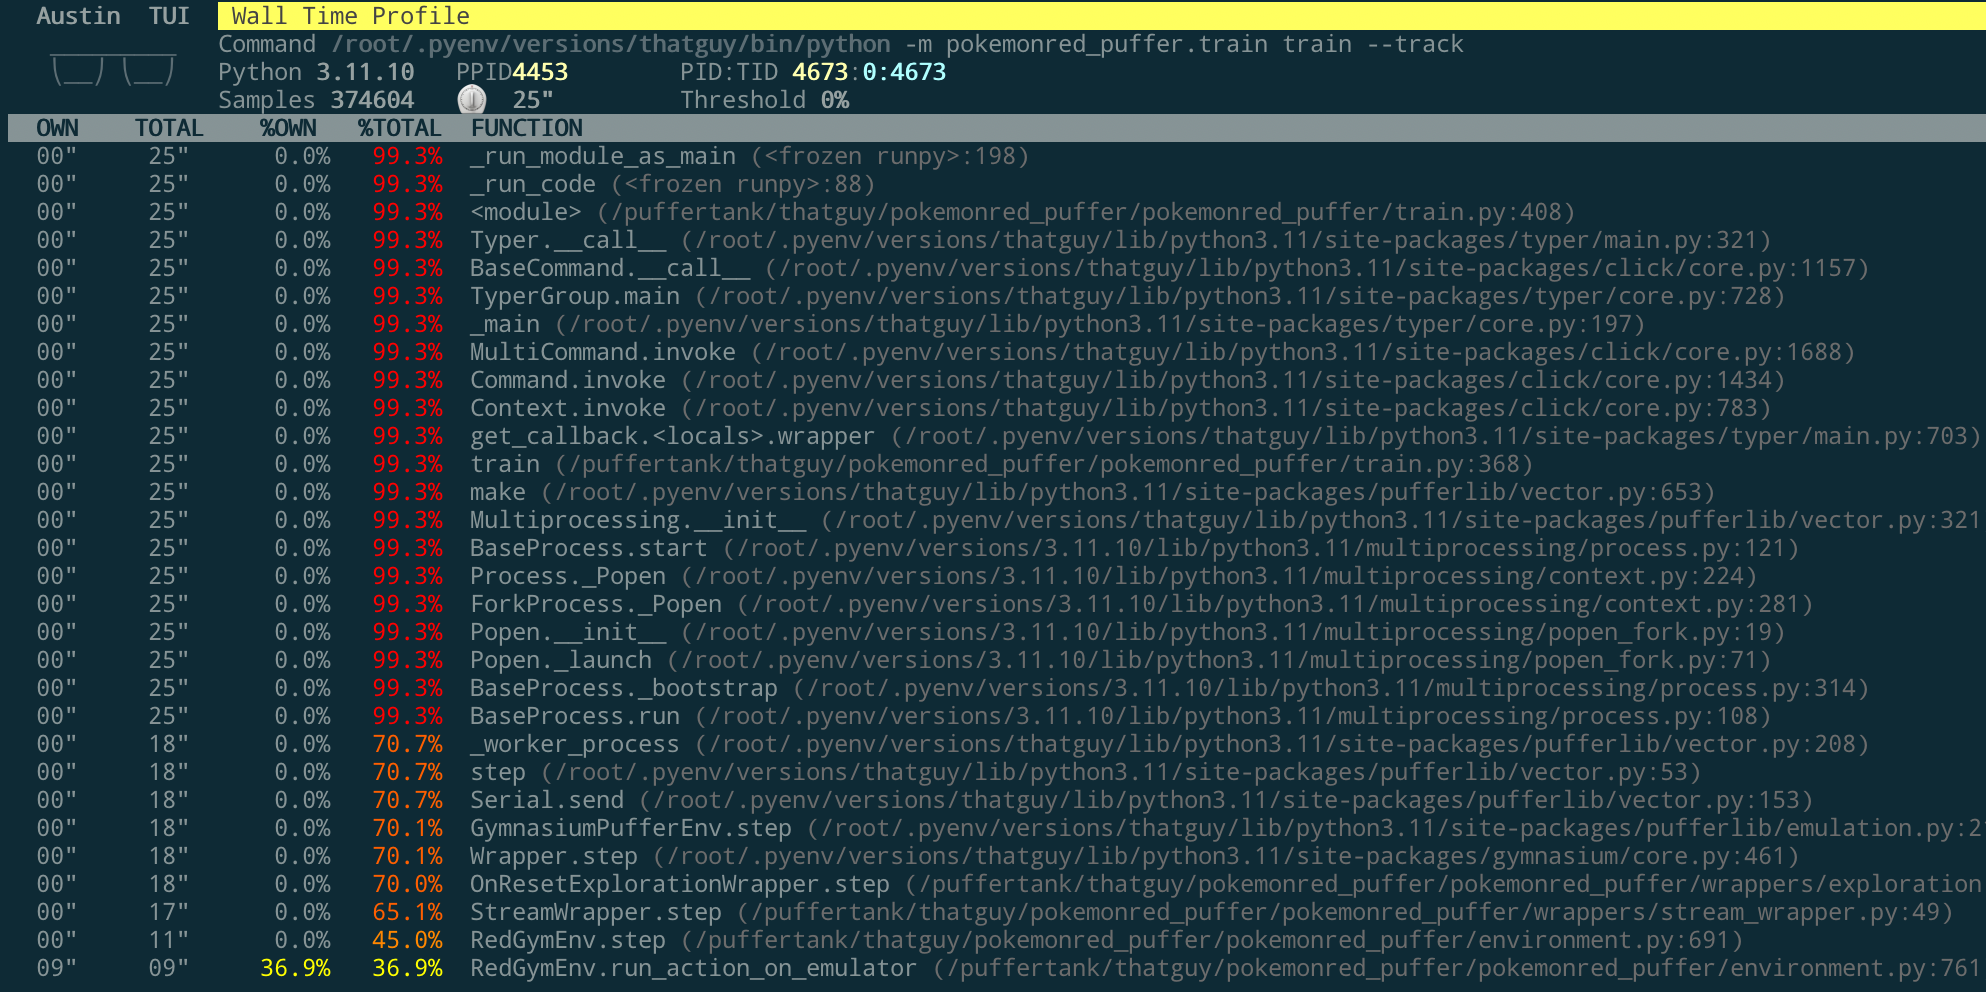 Austin  TUI  Wall Time Profile
Command /root/.pyenv/versions/thatguy/bin/python -m pokemonred_puffer.train train --track
Python 3.11.10   PPID4453        PID:TID 4673:0:4673
Samples 374604   25"         Threshold 0%
OWN    TOTAL    %OWN   %TOTAL  FUNCTION
00"     25"      0.0%   99.3%  _run_module_as_main (<frozen runpy>:198)
00"     25"      0.0%   99.3%  _run_code (<frozen runpy>:88)
00"     25"      0.0%   99.3%  <module> (/puffertank/thatguy/pokemonred_puffer/pokemonred_puffer/train.py:408)
00"     25"      0.0%   99.3%  Typer.__call__ (/root/.pyenv/versions/thatguy/lib/python3.11/site-packages/typer/main.py:321)
00"     25"      0.0%   99.3%  BaseCommand.__call__ (/root/.pyenv/versions/thatguy/lib/python3.11/site-packages/click/core.py:1157)
00"     25"      0.0%   99.3%  TyperGroup.main (/root/.pyenv/versions/thatguy/lib/python3.11/site-packages/typer/core.py:728)
00"     25"      0.0%   99.3%  _main (/root/.pyenv/versions/thatguy/lib/python3.11/site-packages/typer/core.py:197)
00"     25"      0.0%   99.3%  MultiCommand.invoke (/root/.pyenv/versions/thatguy/lib/python3.11/site-packages/click/core.py:1688)
00"     25"      0.0%   99.3%  Command.invoke (/root/.pyenv/versions/thatguy/lib/python3.11/site-packages/click/core.py:1434)
00"     25"      0.0%   99.3%  Context.invoke (/root/.pyenv/versions/thatguy/lib/python3.11/site-packages/click/core.py:783)
00"     25"      0.0%   99.3%  get_callback.<locals>.wrapper (/root/.pyenv/versions/thatguy/lib/python3.11/site-packages/typer/main.py:703)
00"     25"      0.0%   99.3%  train (/puffertank/thatguy/pokemonred_puffer/pokemonred_puffer/train.py:368)
00"     25"      0.0%   99.3%  make (/root/.pyenv/versions/thatguy/lib/python3.11/site-packages/pufferlib/vector.py:653)
00"     25"      0.0%   99.3%  Multiprocessing.__init__ (/root/.pyenv/versions/thatguy/lib/python3.11/site-packages/pufferlib/vector.py:321
00"     25"      0.0%   99.3%  BaseProcess.start (/root/.pyenv/versions/3.11.10/lib/python3.11/multiprocessing/process.py:121)
00"     25"      0.0%   99.3%  Process._Popen (/root/.pyenv/versions/3.11.10/lib/python3.11/multiprocessing/context.py:224)
00"     25"      0.0%   99.3%  ForkProcess._Popen (/root/.pyenv/versions/3.11.10/lib/python3.11/multiprocessing/context.py:281)
00"     25"      0.0%   99.3%  Popen.__init__ (/root/.pyenv/versions/3.11.10/lib/python3.11/multiprocessing/popen_fork.py:19)
00"     25"      0.0%   99.3%  Popen._launch (/root/.pyenv/versions/3.11.10/lib/python3.11/multiprocessing/popen_fork.py:71)
00"     25"      0.0%   99.3%  BaseProcess._bootstrap (/root/.pyenv/versions/3.11.10/lib/python3.11/multiprocessing/process.py:314)
00"     25"      0.0%   99.3%  BaseProcess.run (/root/.pyenv/versions/3.11.10/lib/python3.11/multiprocessing/process.py:108)
00"     18"      0.0%   70.7%  _worker_process (/root/.pyenv/versions/thatguy/lib/python3.11/site-packages/pufferlib/vector.py:208)
00"     18"      0.0%   70.7%  step (/root/.pyenv/versions/thatguy/lib/python3.11/site-packages/pufferlib/vector.py:53)
00"     18"      0.0%   70.7%  Serial.send (/root/.pyenv/versions/thatguy/lib/python3.11/site-packages/pufferlib/vector.py:153)
00"     18"      0.0%   70.1%  GymnasiumPufferEnv.step (/root/.pyenv/versions/thatguy/lib/python3.11/site-packages/pufferlib/emulation.py:2
00"     18"      0.0%   70.1%  Wrapper.step (/root/.pyenv/versions/thatguy/lib/python3.11/site-packages/gymnasium/core.py:461)
00"     18"      0.0%   70.0%  OnResetExplorationWrapper.step (/puffertank/thatguy/pokemonred_puffer/pokemonred_puffer/wrappers/exploration
00"     17"      0.0%   65.1%  StreamWrapper.step (/puffertank/thatguy/pokemonred_puffer/pokemonred_puffer/wrappers/stream_wrapper.py:49)
00"     11"      0.0%   45.0%  RedGymEnv.step (/puffertank/thatguy/pokemonred_puffer/pokemonred_puffer/environment.py:691)
09"     09"     36.9%   36.9%  RedGymEnv.run_action_on_emulator (/puffertank/thatguy/pokemonred_puffer/pokemonred_puffer/environment.py:761